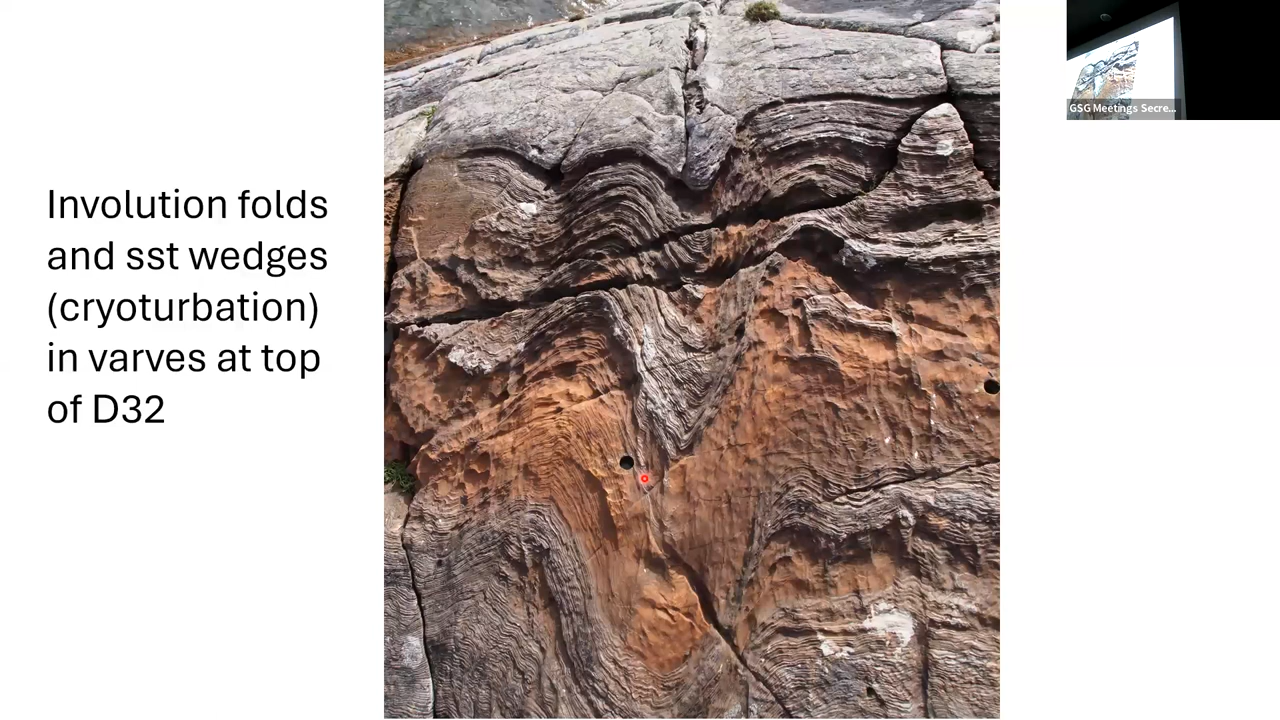 Involution folds
and sst wedges
(cryoturbation)
in varves at top
of D32
GSG Meetings Secre...